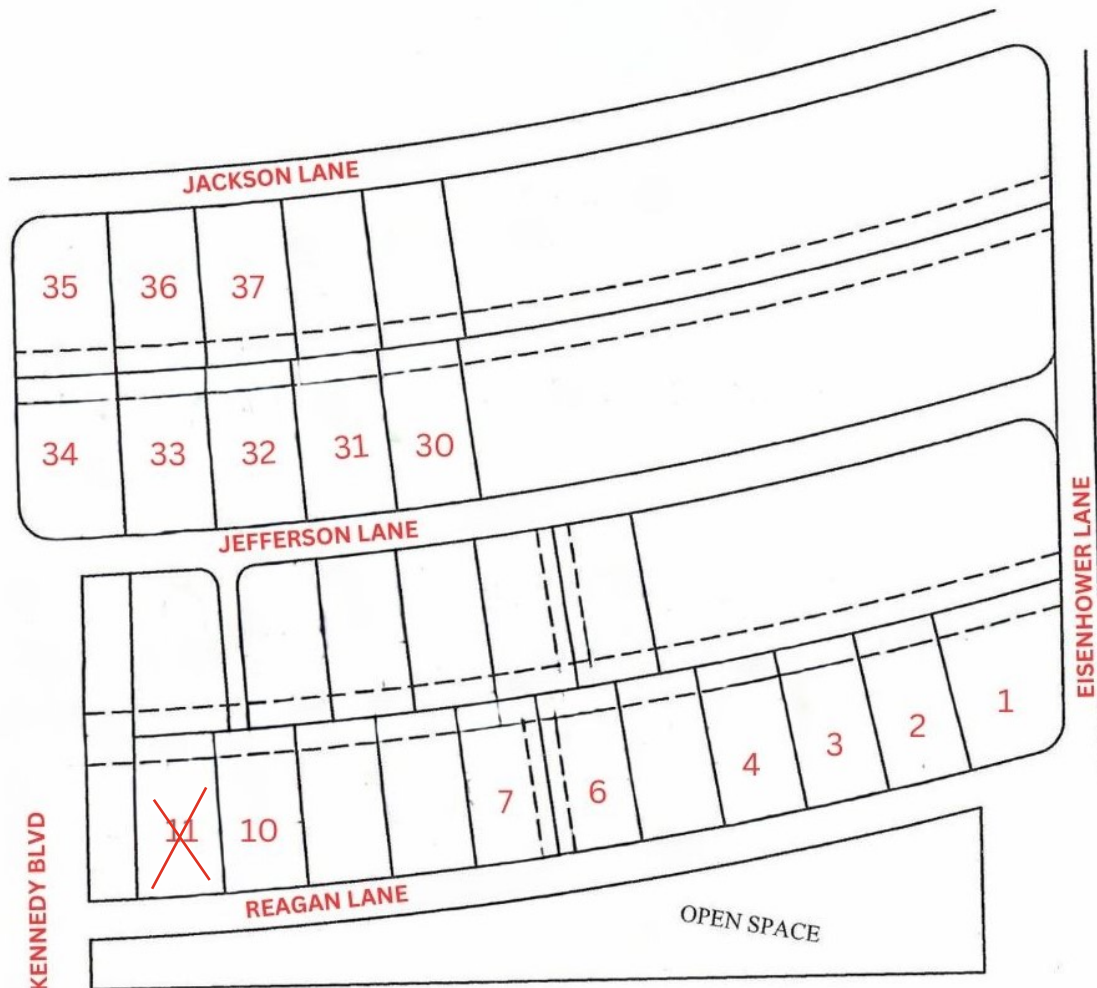 JACKSON LANE
35
36
37
34
33
32
31
30
JEFFERSON LANE
EISENHOWER LANE
1
2
3
4
6
7
10
11
KENNEDY BLVD
REAGAN LANE
OPEN SPACE